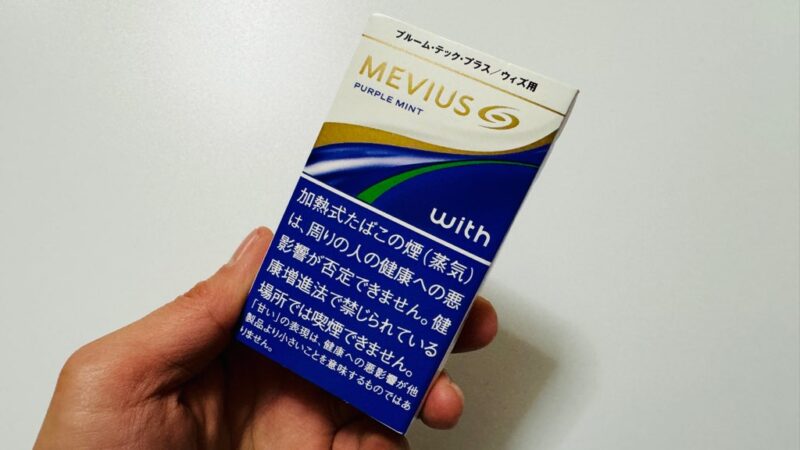 プルーム・テック・プラス/ウィズ用
MEVIUS
PURPLE MINT
with
加熱式たばこの煙(蒸気)
は、周りの人の健康への悪
影響が否定できません。健
康増進法で禁じられている
場所では喫煙できません。
「甘い」の表現は、健康への悪影響が他
製品より小さいことを意味するものではあ
りません。